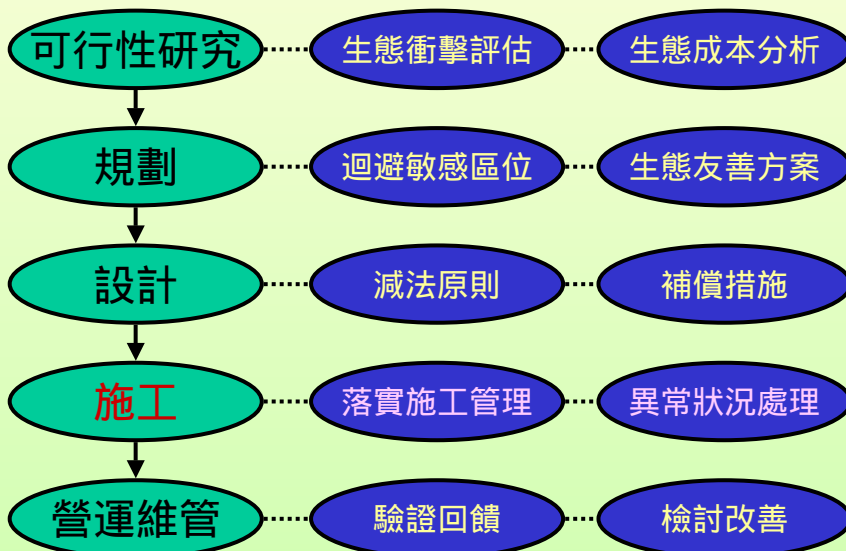 可行性研究 生態衝擊評估 生態成本分析
規劃 迴避敏感區位 生態友善方案
設計 減法原則 補償措施
施工 落實施工管理 異常狀況處理
營運維管 驗證回饋 檢討改善